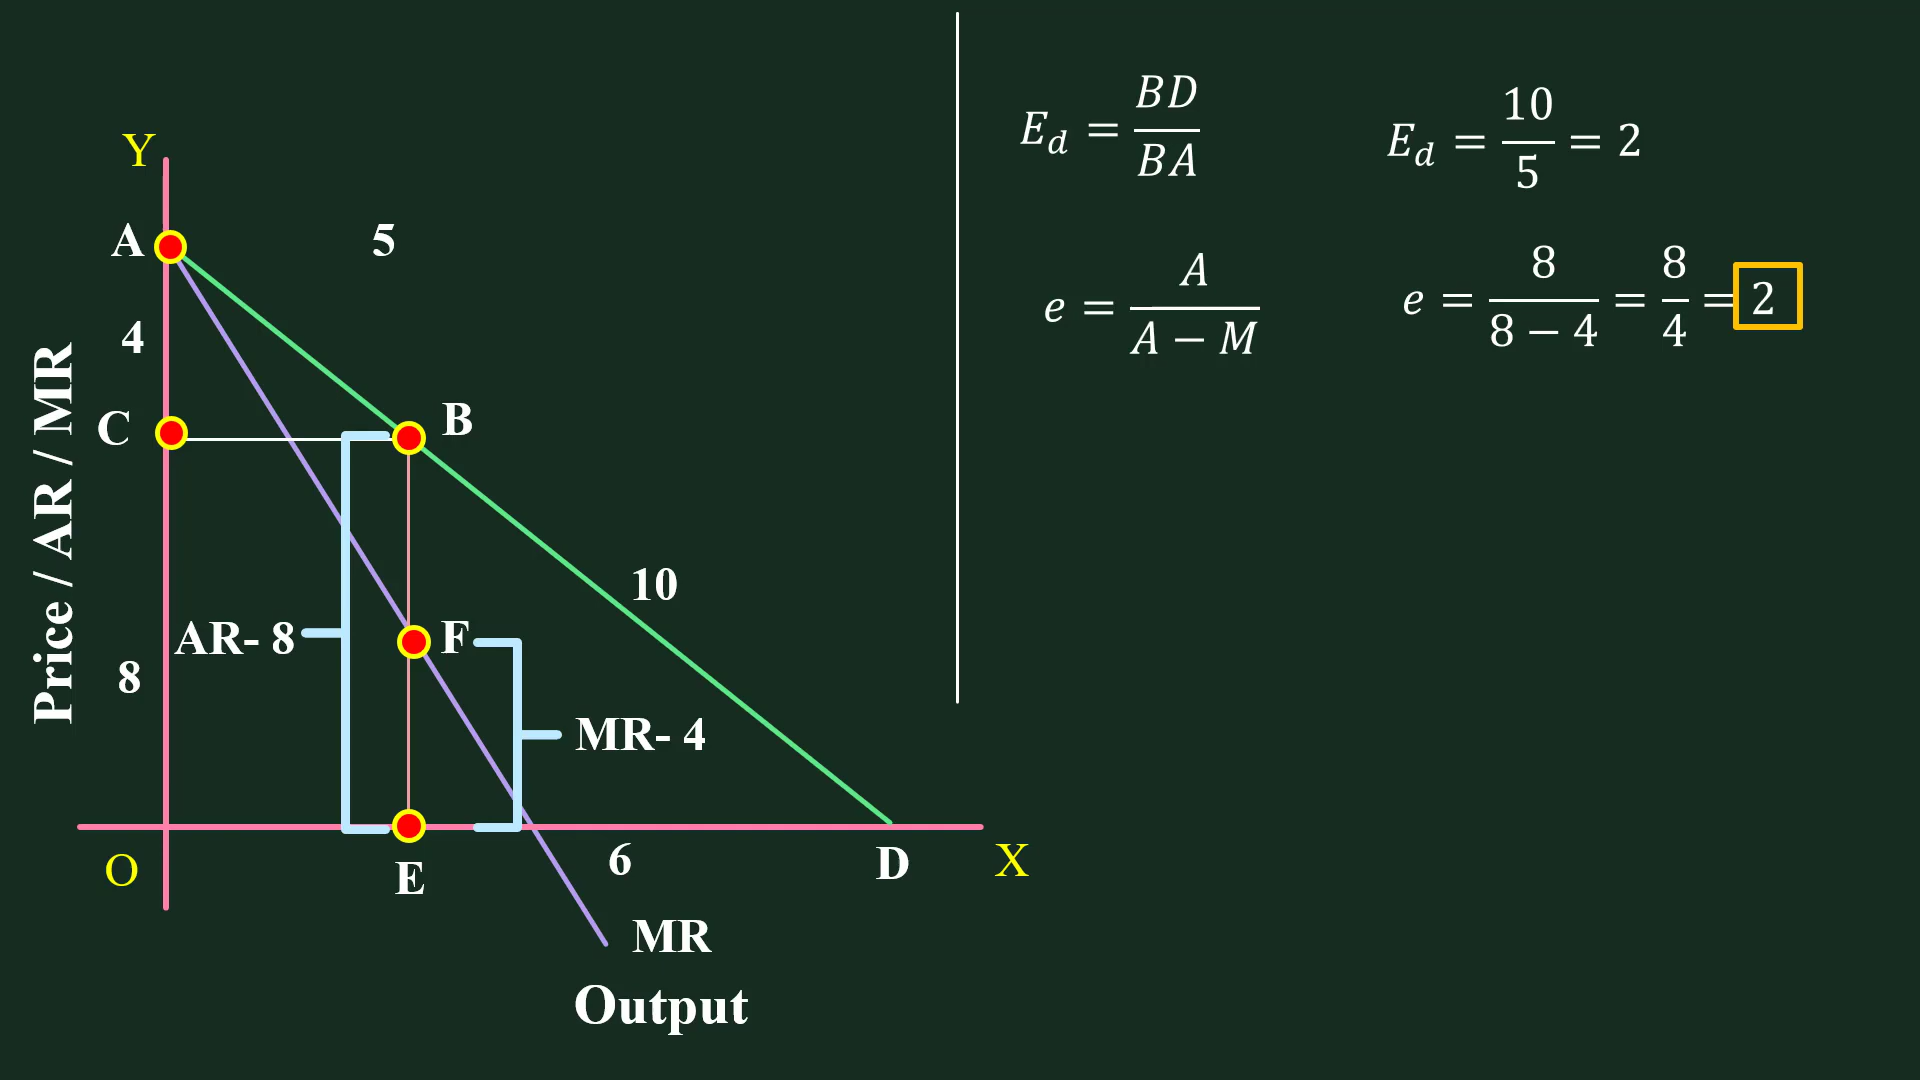 Y
A
5
4
C
B
Price / AR / MR
10
AR- 8
F
8
MR- 4
O
E
6
D
X
MR
Output
E_d = BD/BA
E_d = 10/5 = 2
e = A/(A − M)
e = 8/(8 − 4) = 8/4 = 2